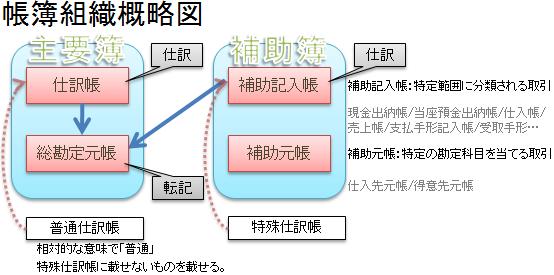 帳簿組織概略図
主要簿
補助簿
仕訳
仕訳
仕訳帳
補助記入帳
補助記入帳：特定範囲に分類される取引
現金出納帳/当座預金出納帳/仕入帳/
売上帳/支払手形記入帳/受取手形…
総勘定元帳
補助元帳
補助元帳：特定の勘定科目を当てる取引
転記
仕入先元帳/得意先元帳
普通仕訳帳
特殊仕訳帳
相対的な意味で「普通」
特殊仕訳帳に載せないものを載せる。